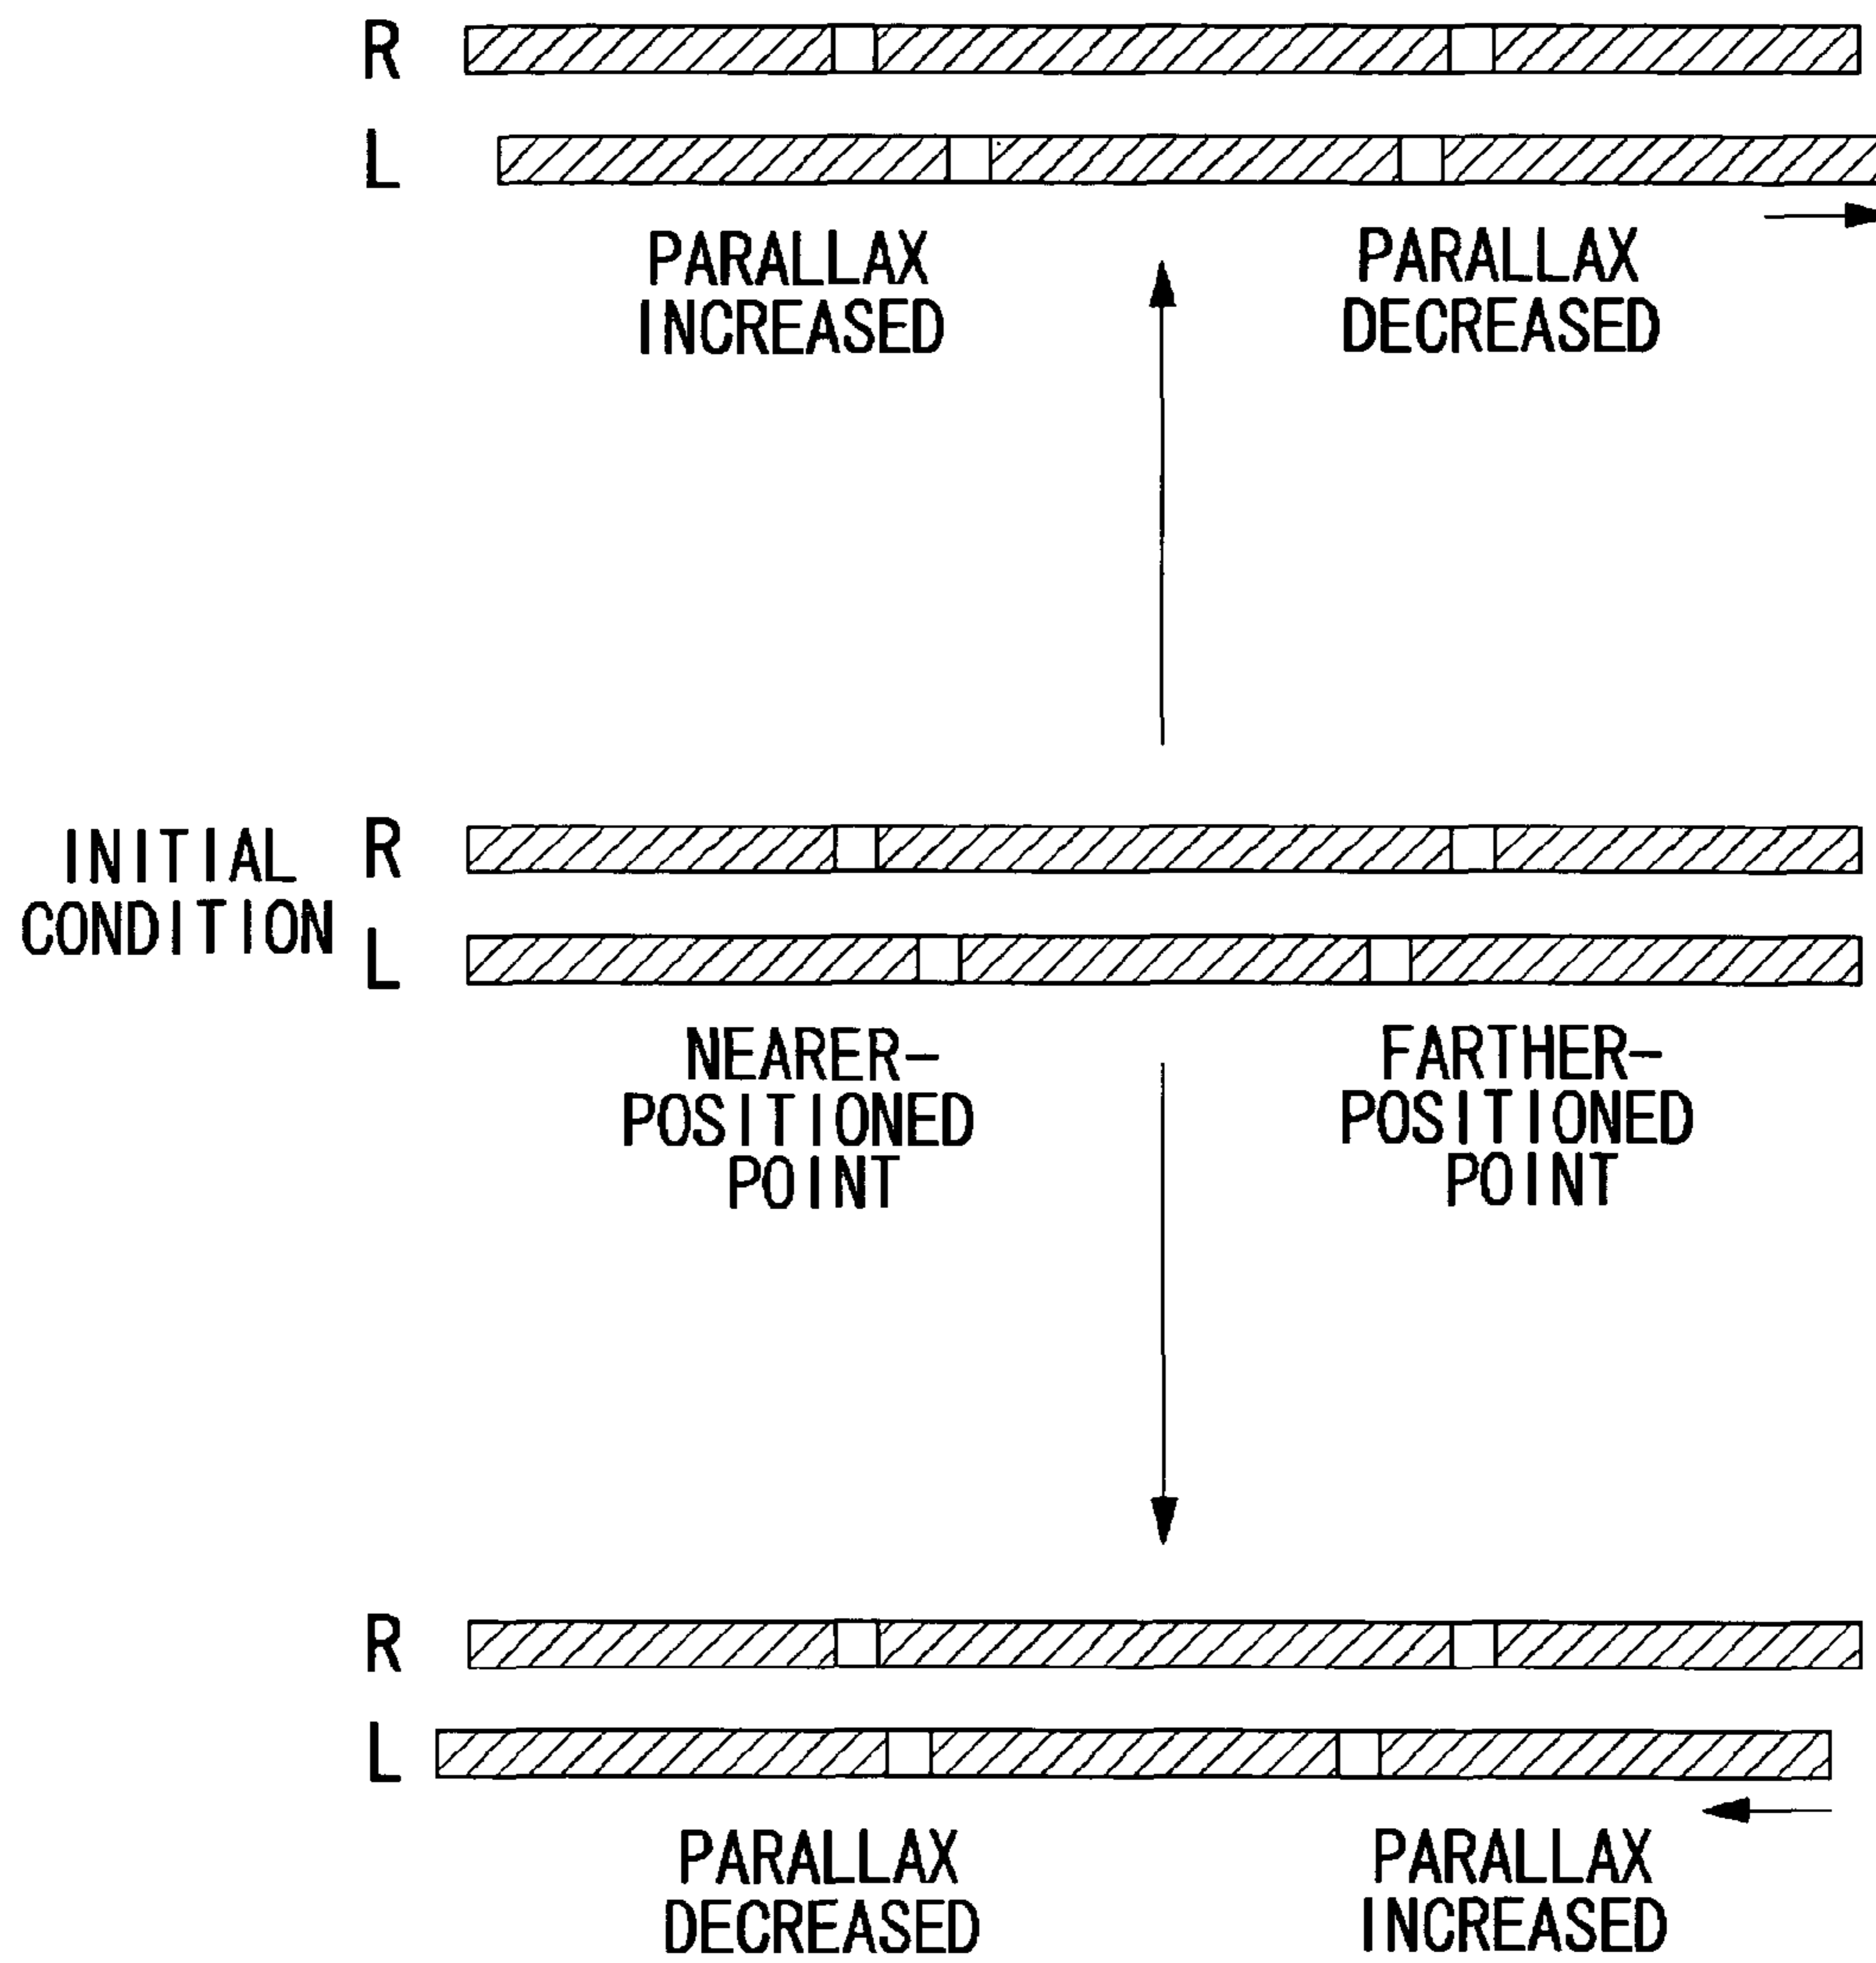 R
L
PARALLAX
INCREASED
PARALLAX
DECREASED
INITIAL
CONDITION
R
L
NEARER-
POSITIONED
POINT
FARTHER-
POSITIONED
POINT
R
L
PARALLAX
DECREASED
PARALLAX
INCREASED